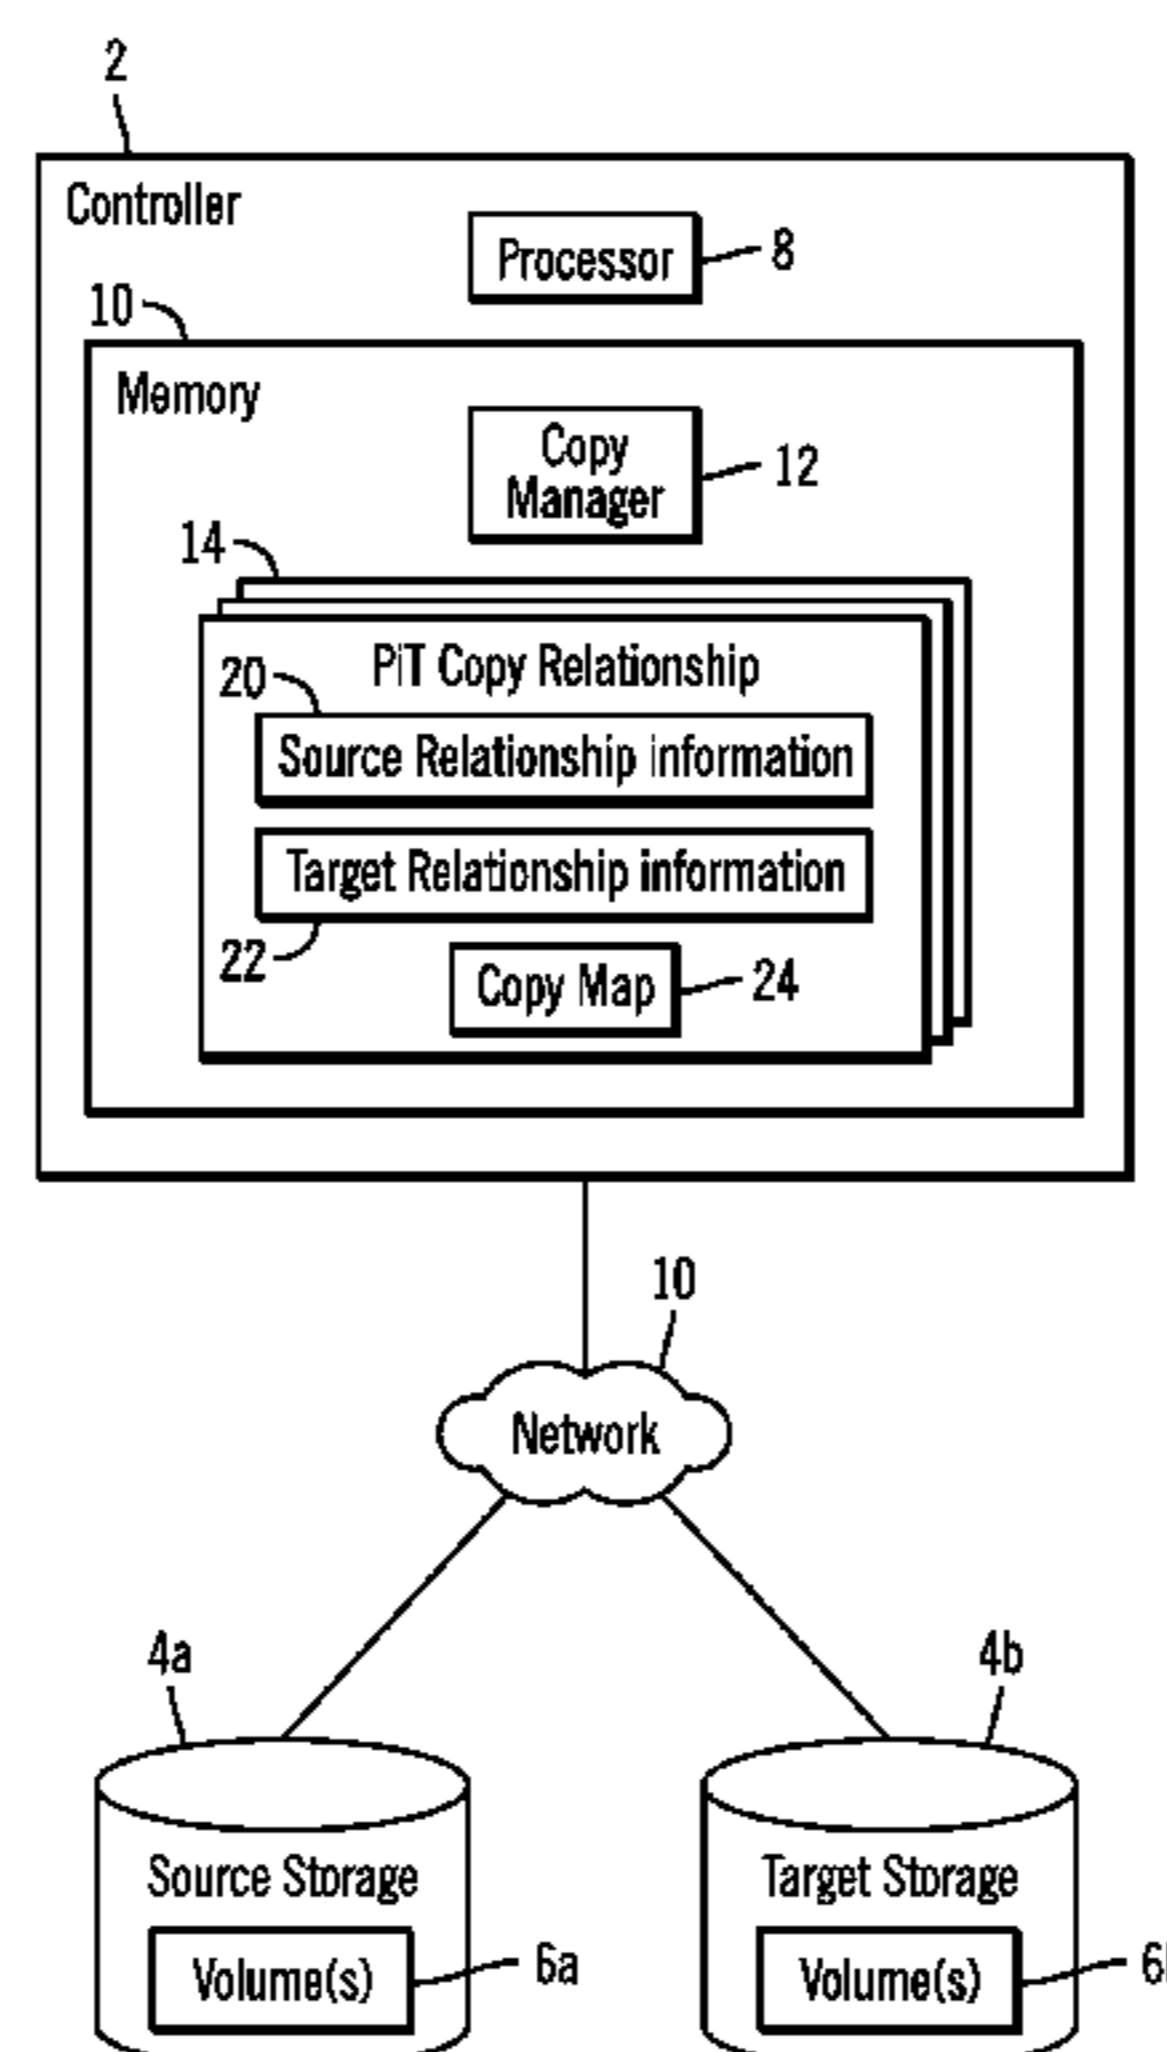 2
Controller
Processor
8
10
Memory
Copy
Manager
12
14
PiT Copy Relationship
20
Source Relationship information
Target Relationship information
22
Copy Map
24
10
Network
4a
4b
Source Storage
Target Storage
Volume(s)
6a
Volume(s)